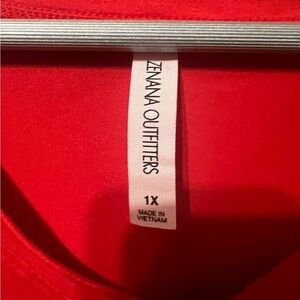 ZENANA OUTFITTERS
1X
MADE IN
VIETNAM